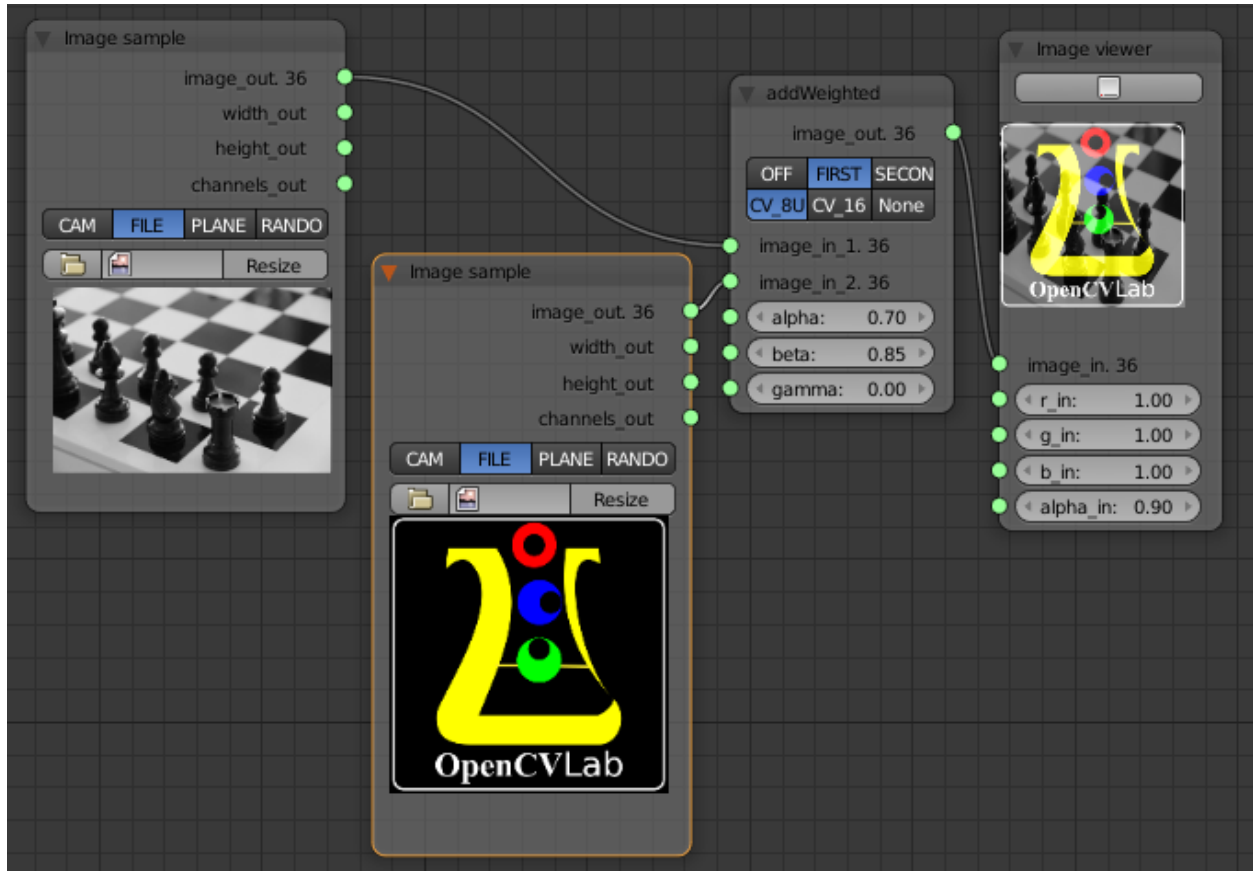 Image sample
image_out. 36
width_out
height_out
channels_out
CAM FILE PLANE RANDO
Resize
Image sample
image_out. 36
width_out
height_out
channels_out
CAM FILE PLANE RANDO
Resize
OpenCVLab
addWeighted
image_out. 36
OFF FIRST SECON
CV_8U CV_16 None
image_in_1. 36
image_in_2. 36
alpha: 0.70
beta: 0.85
gamma: 0.00
Image viewer
OpenCVLab
image_in. 36
r_in: 1.00
g_in: 1.00
b_in: 1.00
alpha_in: 0.90